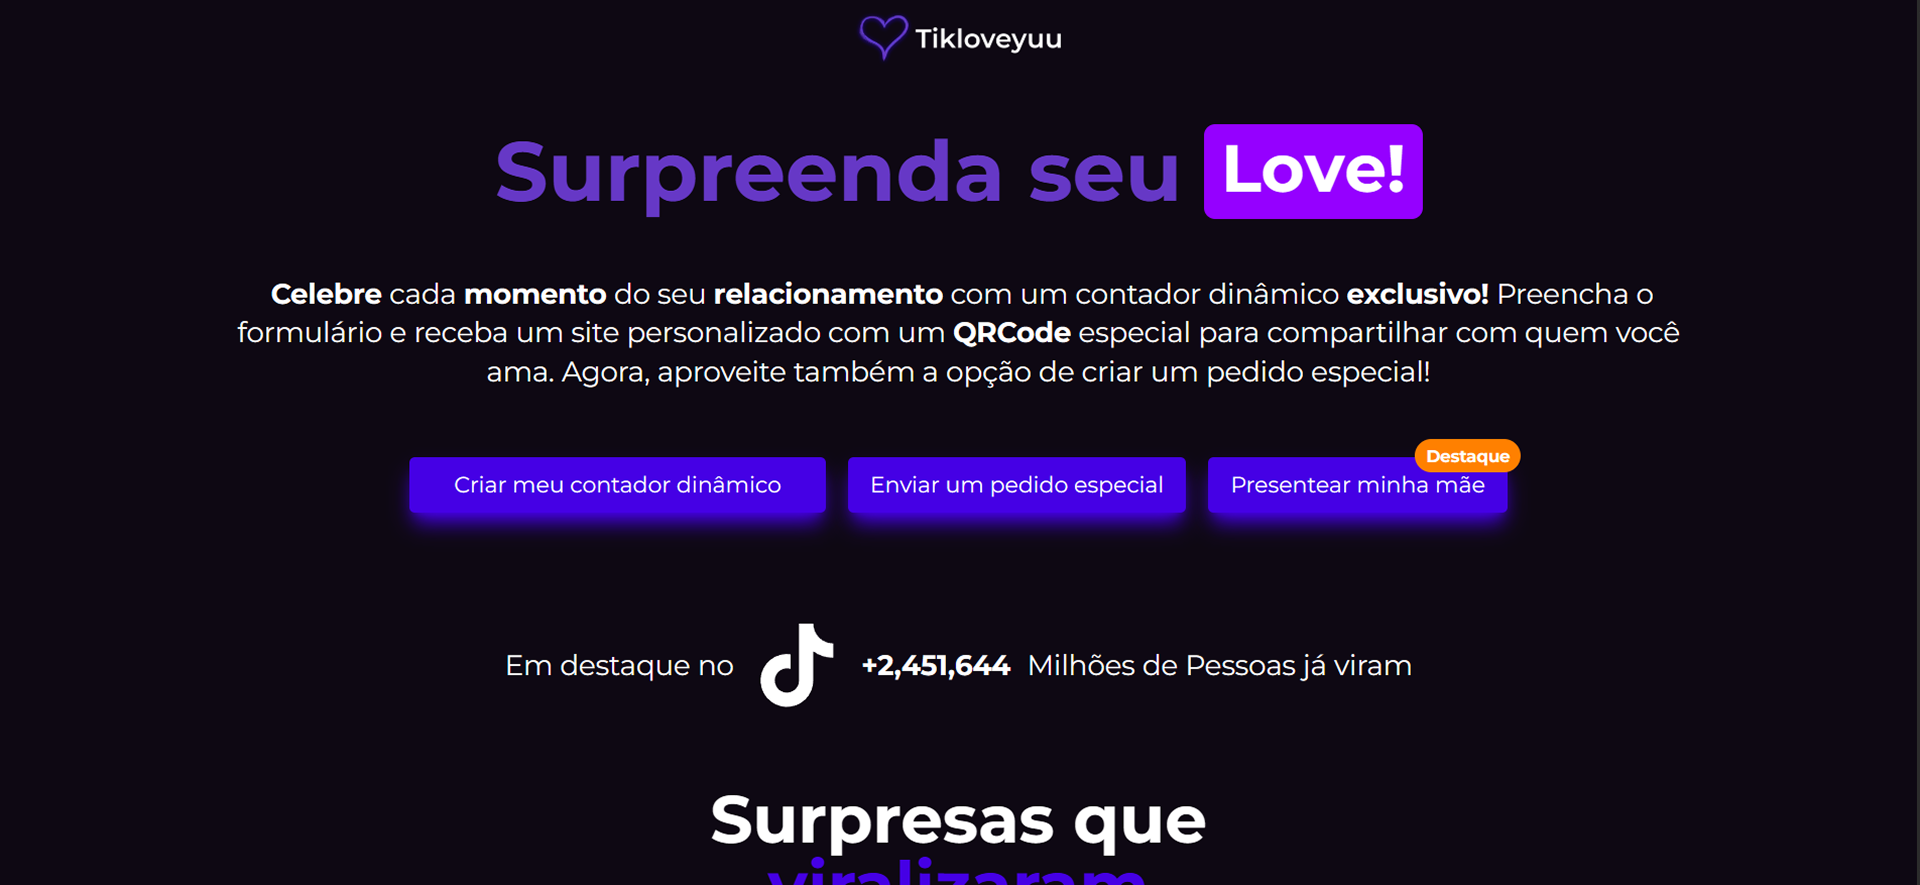 Tikloveyuu
Surpreenda seu Love!
Celebre cada momento do seu relacionamento com um contador dinâmico exclusivo! Preencha o
formulário e receba um site personalizado com um QRCode especial para compartilhar com quem você
ama. Agora, aproveite também a opção de criar um pedido especial!
Destaque
Criar meu contador dinâmico Enviar um pedido especial Presentear minha mãe
Em destaque no +2,451,644 Milhões de Pessoas já viram
Surpresas que
viralizaram